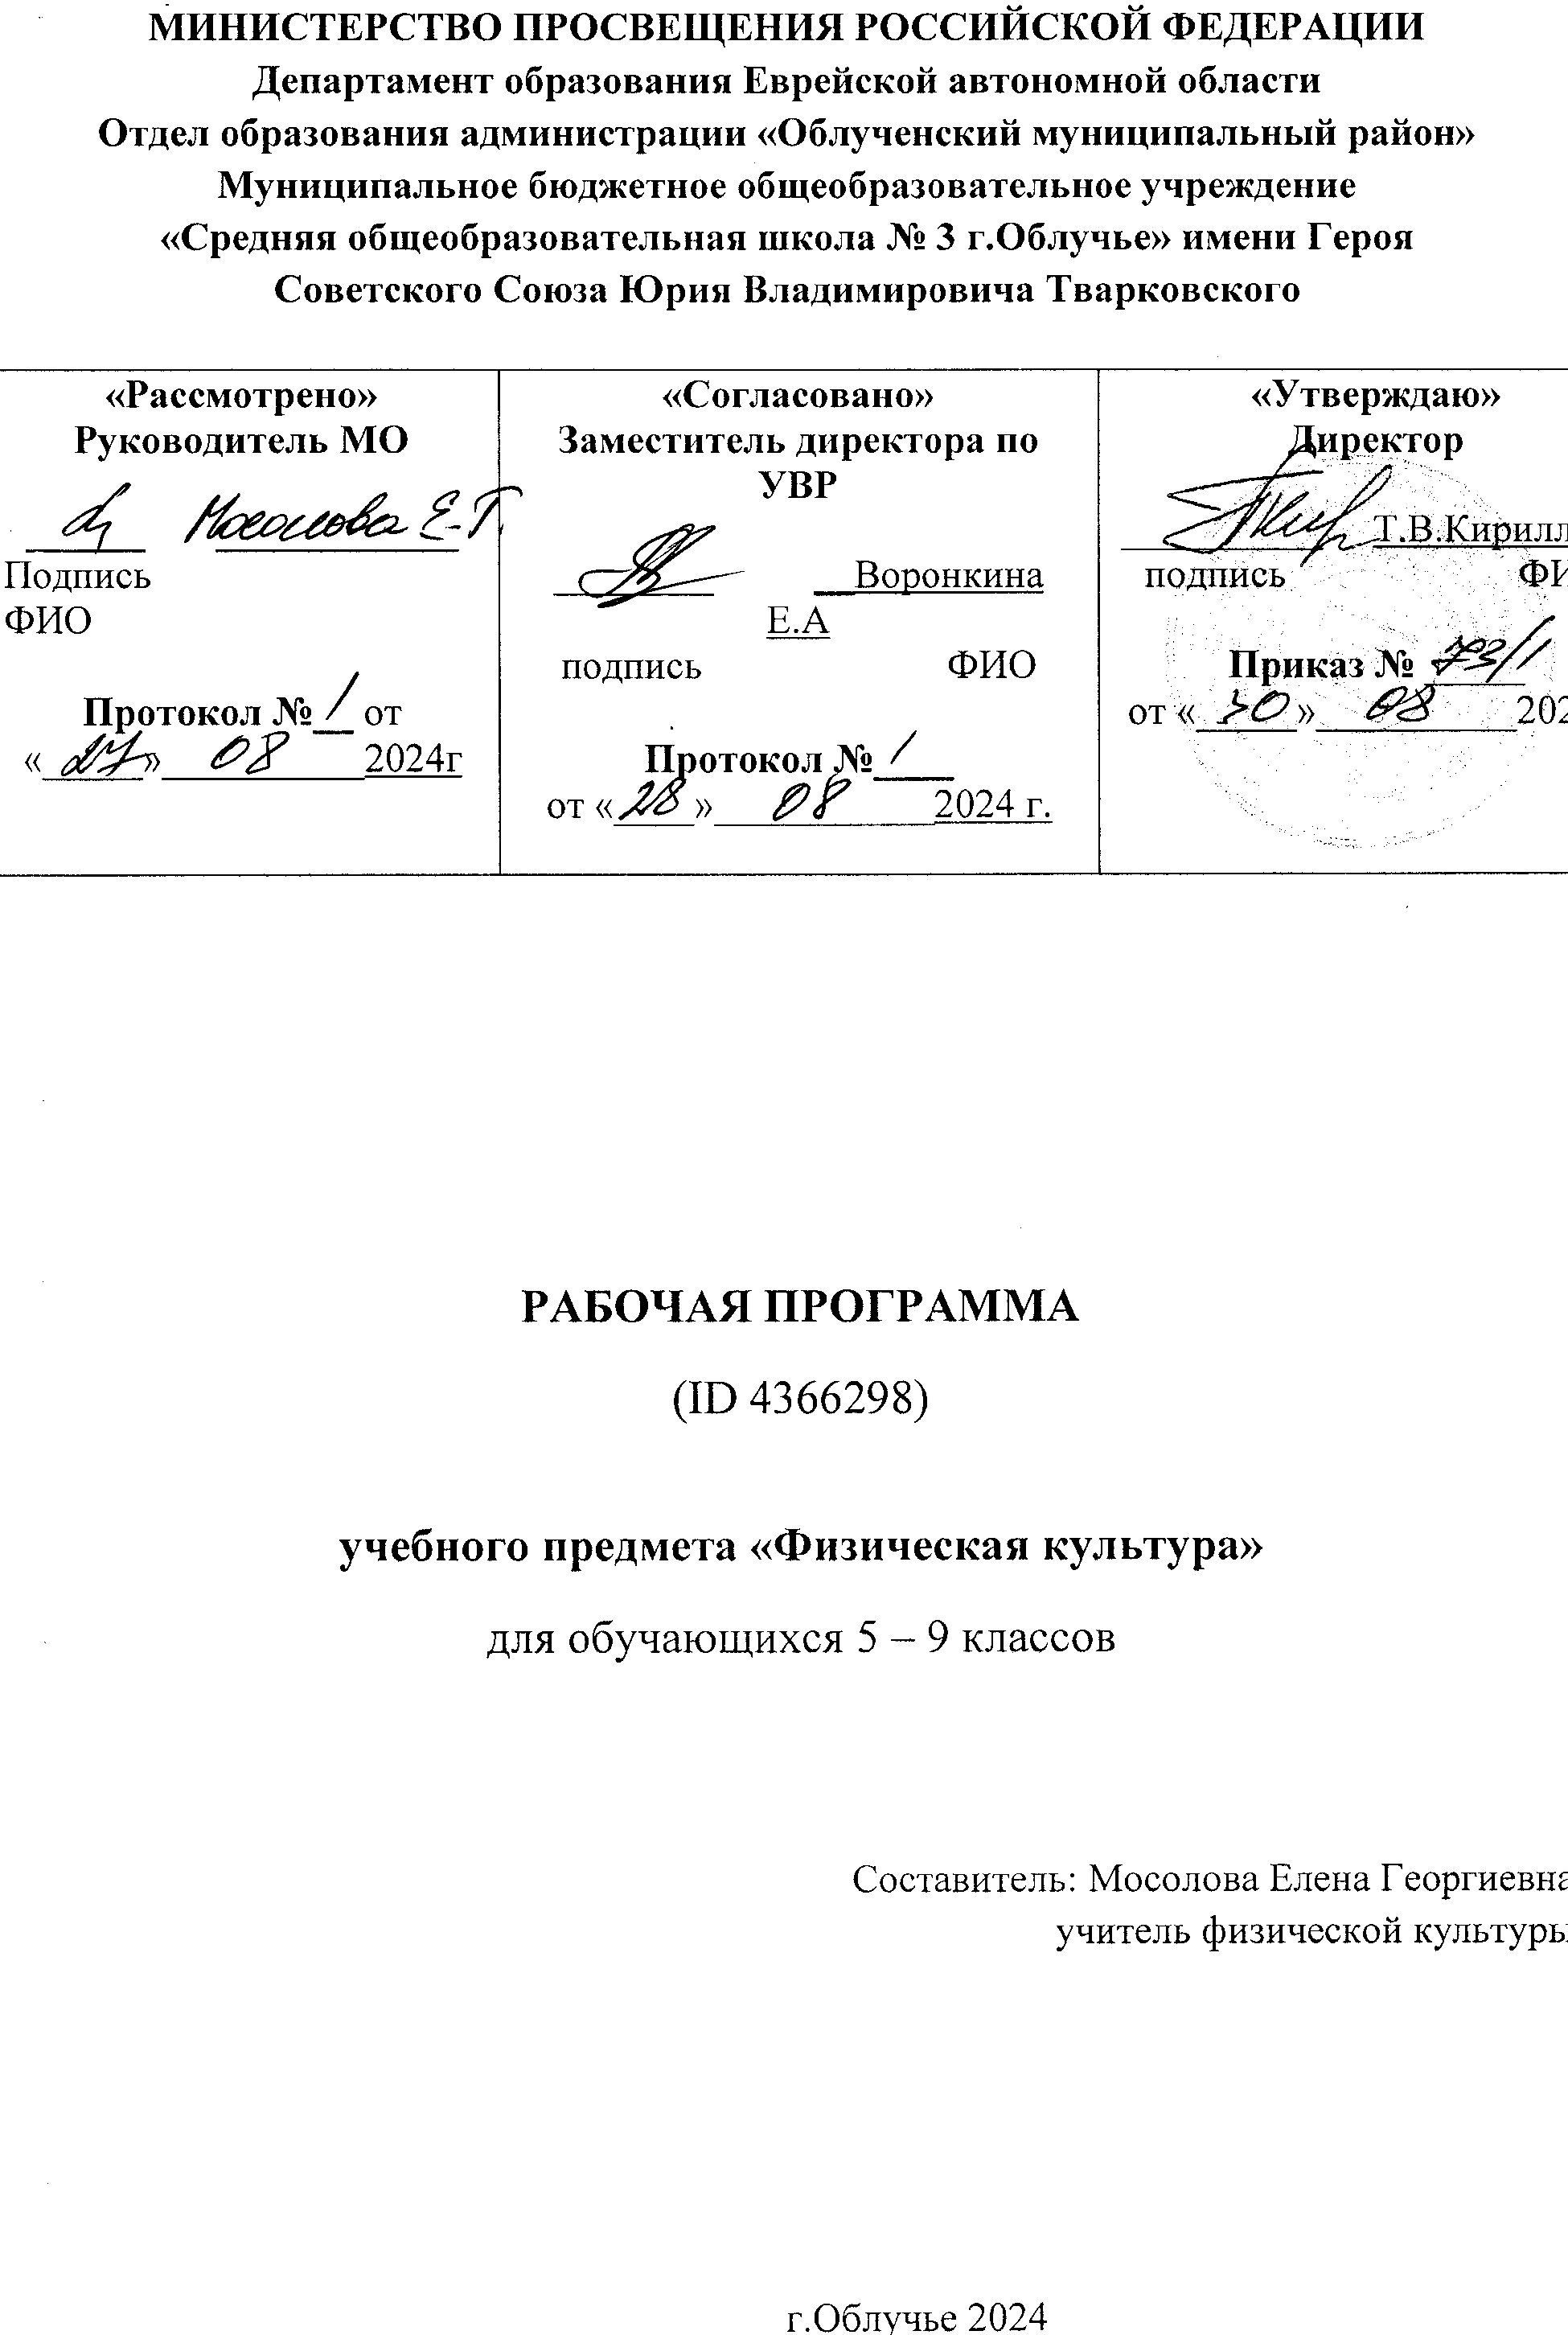 МИНИСТЕРСТВО ПРОСВЕЩЕНИЯ РОССИЙСКОЙ ФЕДЕРАЦИИ
Департамент образования Еврейской автономной области
Отдел образования администрации «Облученский муниципальный район»
Муниципальное бюджетное общеобразовательное учреждение
«Средняя общеобразовательная школа № 3 г.Облучье» имени Героя
Советского Союза Юрия Владимировича Тварковского
«Рассмотрено»
Руководитель МО
Мосолова Е.Г.
Подпись
ФИО
Протокол № 1 от
«27» 08 2024г
«Согласовано»
Заместитель директора по
УВР
Воронкина
Е.А
подпись ФИО
Протокол № 1
от «28» 08 2024 г.
«Утверждаю»
Директор
Т.В.Кирилл
подпись ФИ
Приказ № 73/1
от «30» 08 202
РАБОЧАЯ ПРОГРАММА
(ID 4366298)
учебного предмета «Физическая культура»
для обучающихся 5 – 9 классов
Составитель: Мосолова Елена Георгиевна
учитель физической культуры
г.Облучье 2024